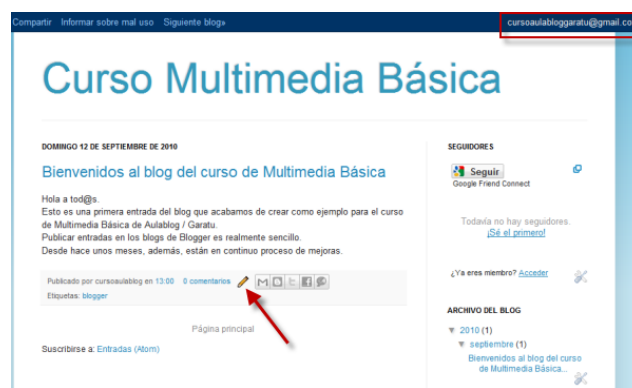 Compartir Informar sobre mal uso Siguiente blog»
cursoaulabloggaratu@gmail.co
Curso Multimedia Básica
DOMINGO 12 DE SEPTIEMBRE DE 2010
Bienvenidos al blog del curso de Multimedia Básica
Hola a tod@s.
Esto es una primera entrada del blog que acabamos de crear como ejemplo para el curso
de Multimedia Básica de Aulablog / Garatu.
Publicar entradas en los blogs de Blogger es realmente sencillo.
Desde hace unos meses, además, están en continuo proceso de mejoras.
Publicado por cursoaulablog en 13:00 0 comentarios
Etiquetas: blogger
Página principal
Suscribirse a: Entradas (Atom)
SEGUIDORES
Seguir
Google Friend Connect
Todavía no hay seguidores.
¡Sé el primero!
¿Ya eres miembro? Acceder
ARCHIVO DEL BLOG
▼ 2010 (1)
▼ septiembre (1)
Bienvenidos al blog del curso
de Multimedia Básica...